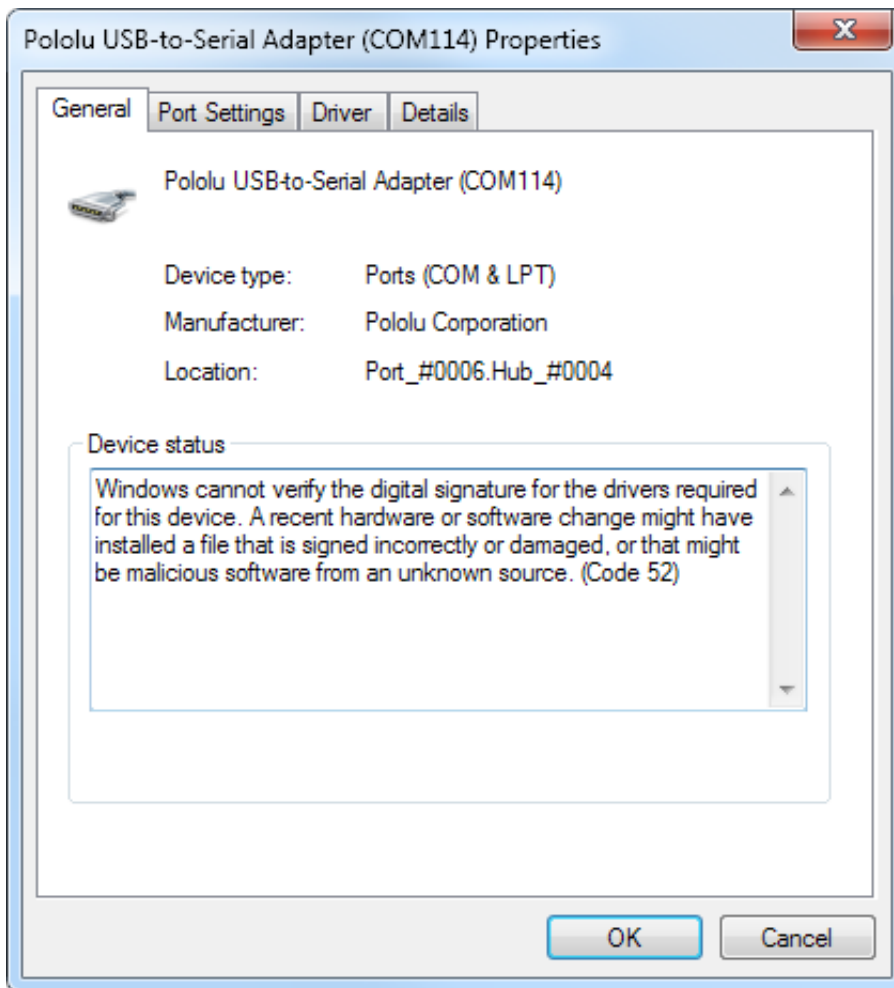 Pololu USB-to-Serial Adapter (COM114) Properties
General
Port Settings
Driver
Details
Pololu USB-to-Serial Adapter (COM114)
Device type: Ports (COM & LPT)
Manufacturer: Pololu Corporation
Location: Port_#0006.Hub_#0004
Device status
Windows cannot verify the digital signature for the drivers required
for this device. A recent hardware or software change might have
installed a file that is signed incorrectly or damaged, or that might
be malicious software from an unknown source. (Code 52)
OK
Cancel